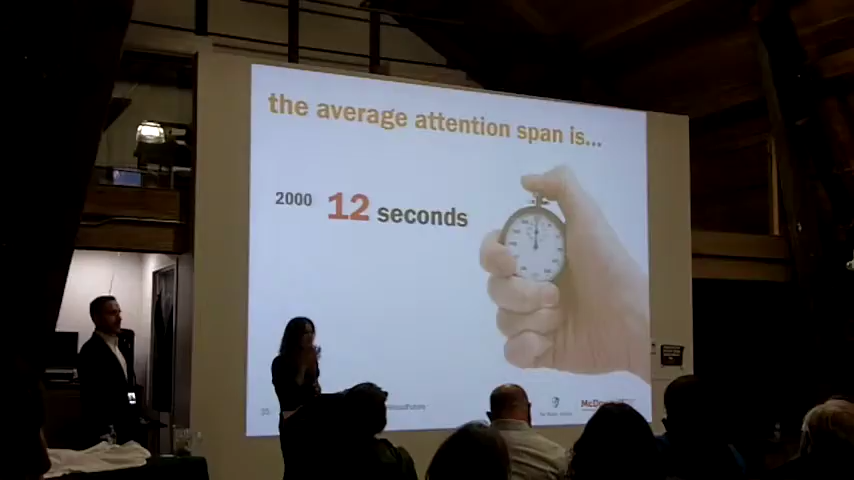 the average attention span is...
2000 12 seconds